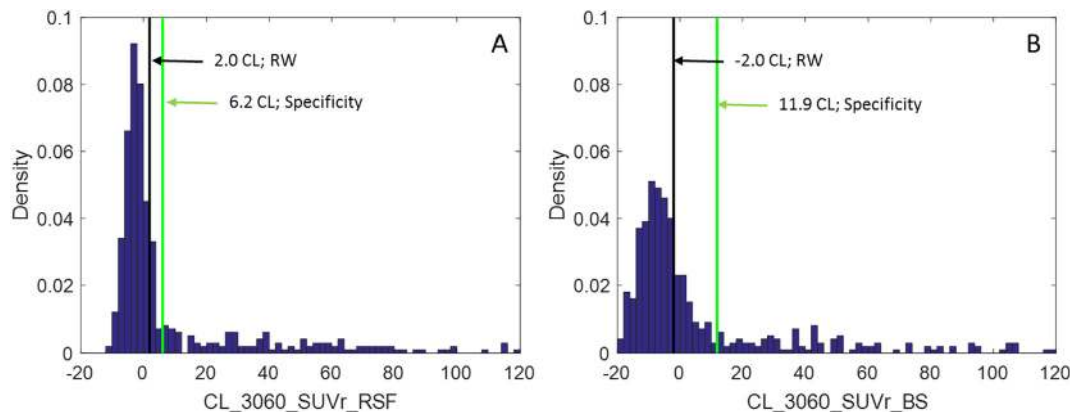 A
2.0 CL; RW
6.2 CL; Specificity
Density
0.1
0.08
0.06
0.04
0.02
0
-20
0
20
40
60
80
100
120
CL_3060_SUVr_RSF
B
-2.0 CL; RW
11.9 CL; Specificity
Density
0.1
0.08
0.06
0.04
0.02
0
-20
0
20
40
60
80
100
120
CL_3060_SUVr_BS